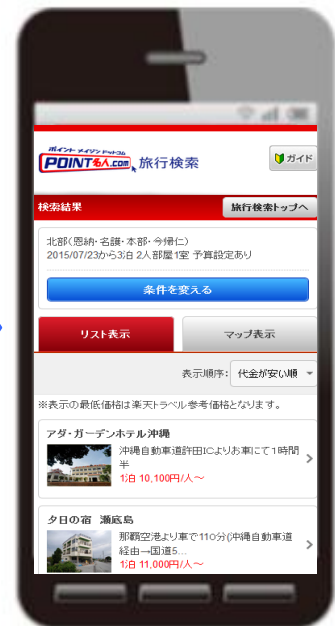 ポイント メイジン ドットコム
POINT名人.com 旅行検索
ガイド
検索結果
旅行検索トップへ
北部(恩納・名護・本部・今帰仁)
2015/07/23から3泊 2人部屋1室 予算設定あり
条件を変える
リスト表示
マップ表示
表示順序:
代金が安い順
※表示の最低価格は楽天トラベル参考価格となります。
アダ・ガーデンホテル沖縄
沖縄自動車道許田ICよりお車にて1時間
半
1泊 10,100円/人～
夕日の宿 瀬底島
那覇空港より車で110分(沖縄自動車道
経由→国道5...
1泊 11,000円/人～